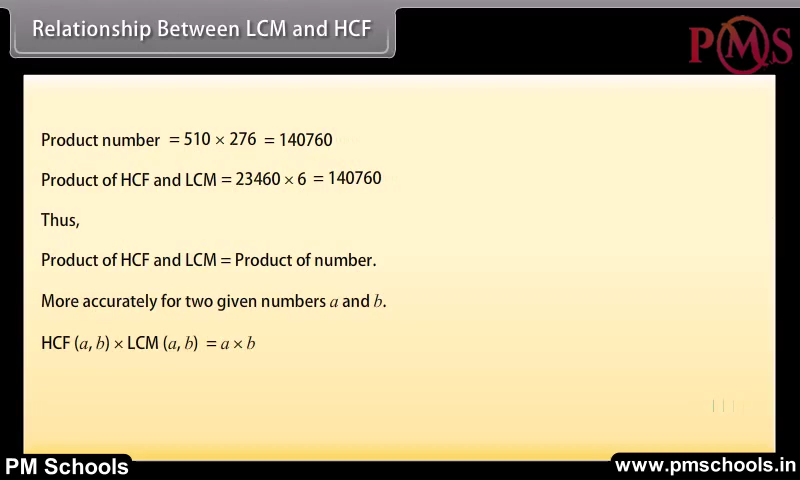 Relationship Between LCM and HCF
PMS
Product number = 510 × 276 = 140760
Product of HCF and LCM = 23460 × 6 = 140760
Thus,
Product of HCF and LCM = Product of number.
More accurately for two given numbers a and b.
HCF (a, b) × LCM (a, b) = a × b
PM Schools
www.pmschools.in